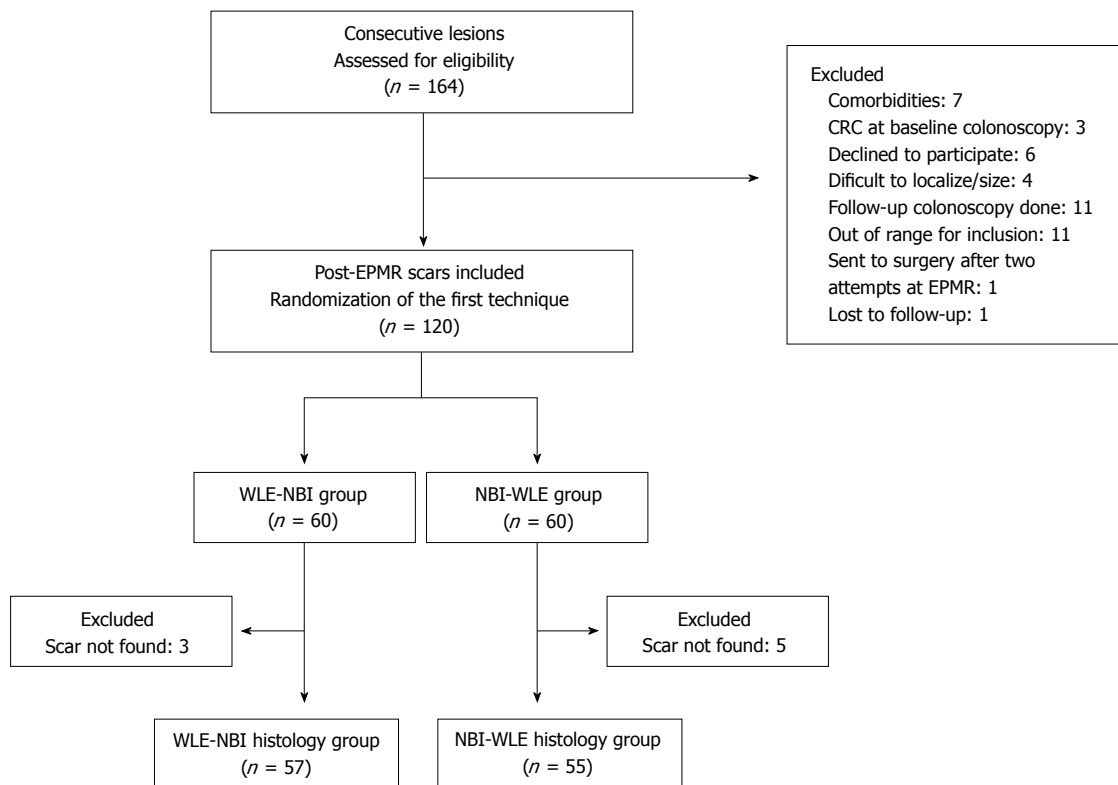 Consecutive lesions
Assessed for eligibility
(n = 164)
Excluded
Comorbidities: 7
CRC at baseline colonoscopy: 3
Declined to participate: 6
Dificult to localize/size: 4
Follow-up colonoscopy done: 11
Out of range for inclusion: 11
Sent to surgery after two
attempts at EPMR: 1
Lost to follow-up: 1
Post-EPMR scars included
Randomization of the first technique
(n = 120)
WLE-NBI group
(n = 60)
NBI-WLE group
(n = 60)
Excluded
Scar not found: 3
Excluded
Scar not found: 5
WLE-NBI histology group
(n = 57)
NBI-WLE histology group
(n = 55)